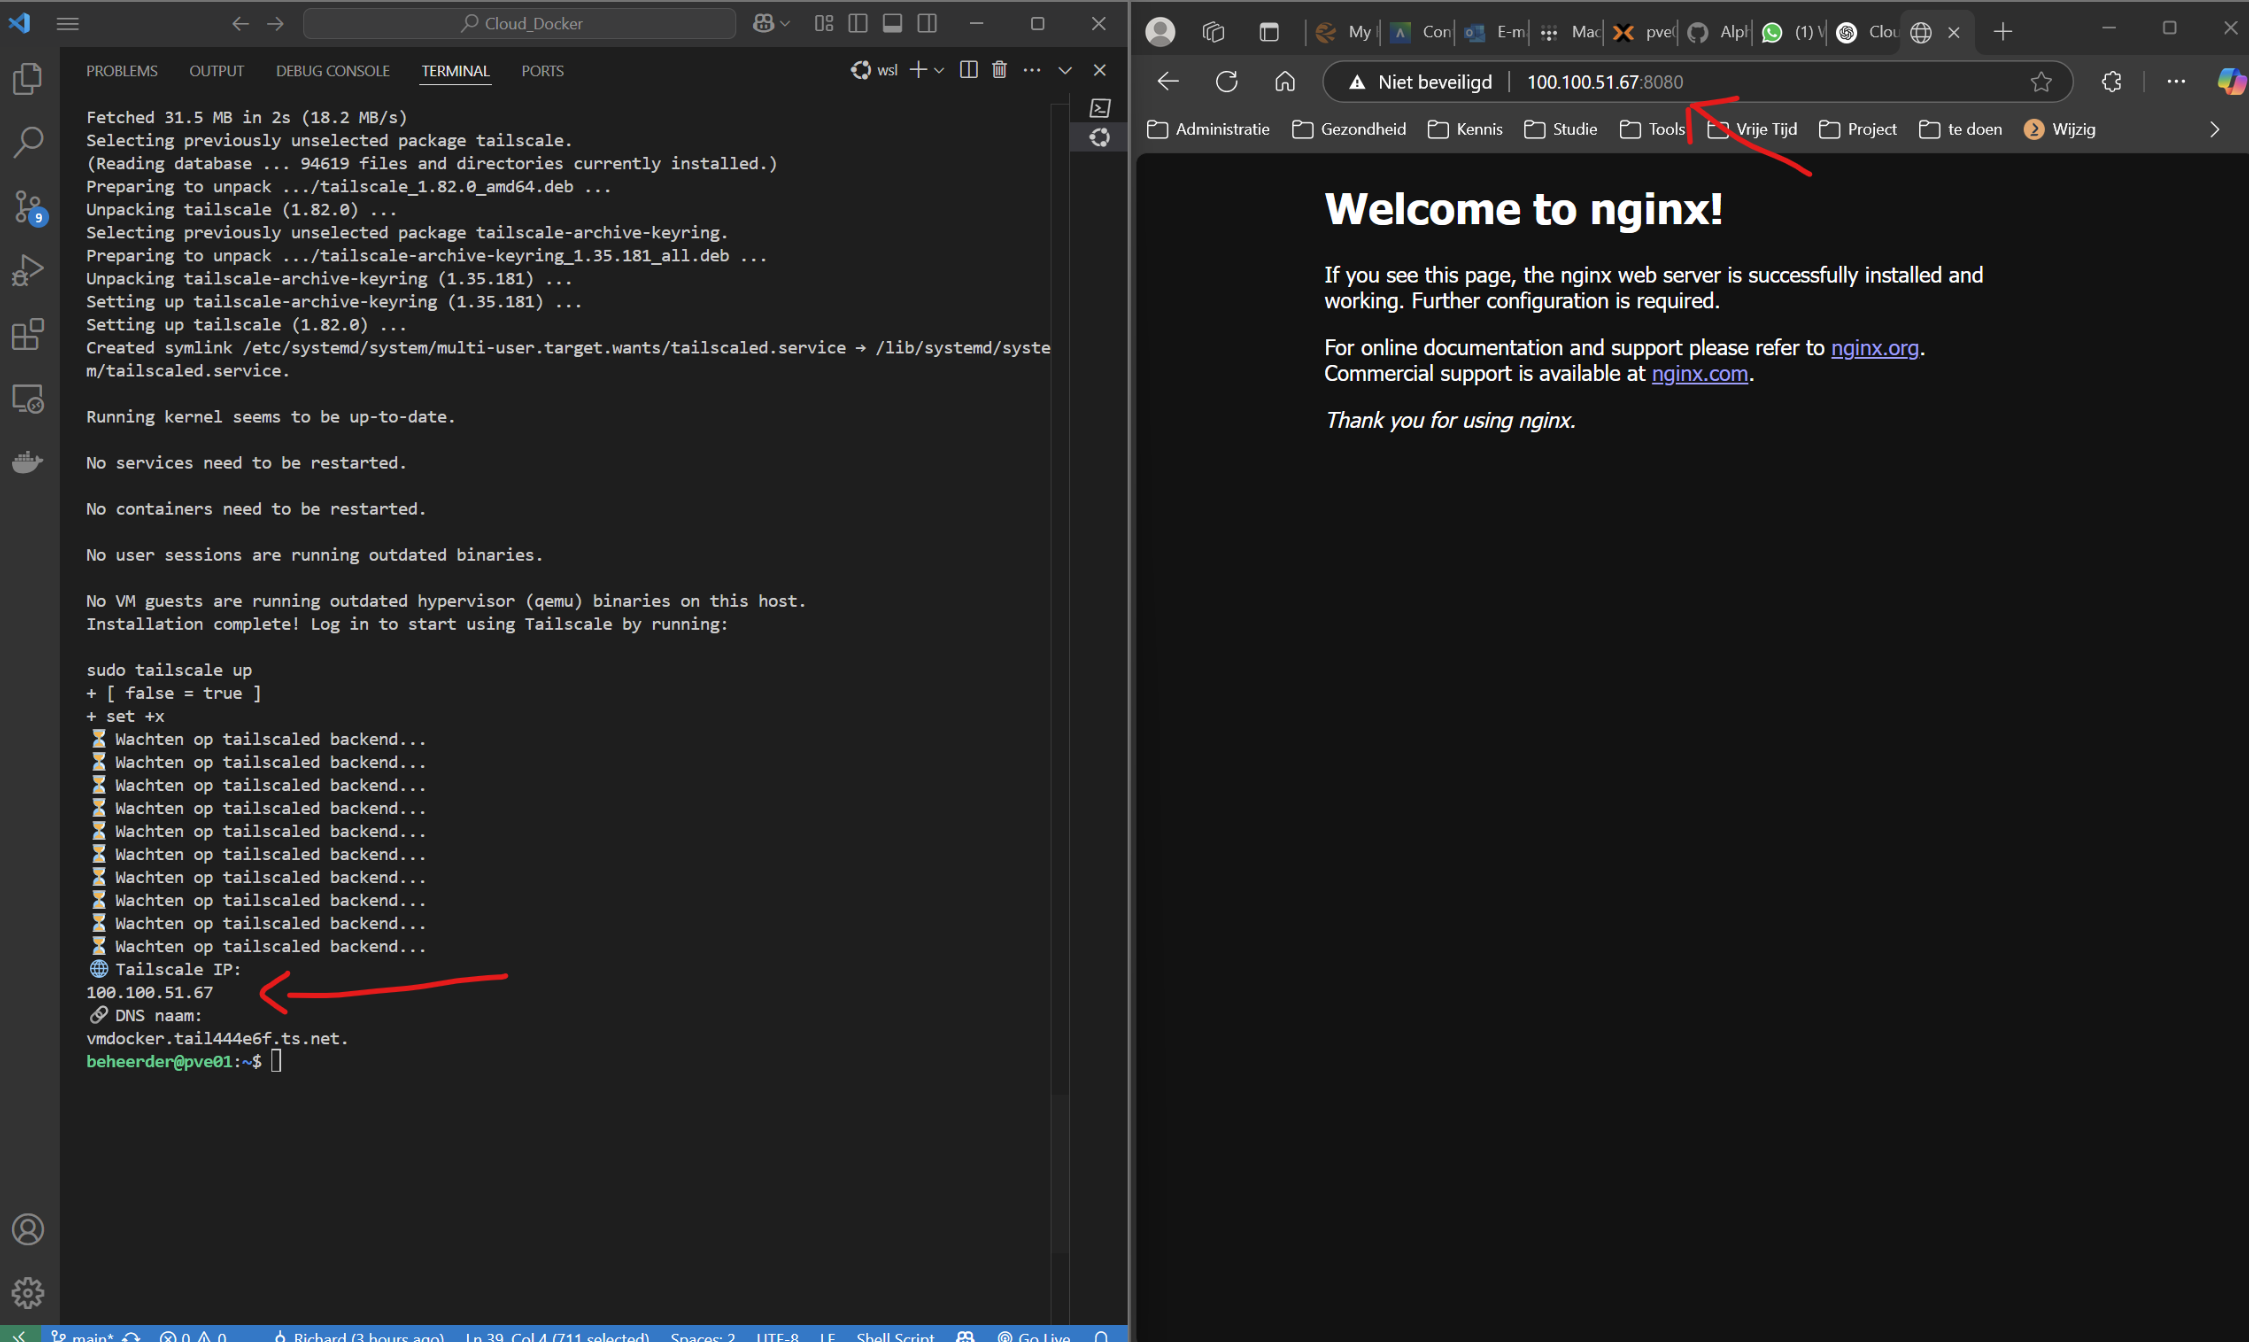 Cloud_Docker
PROBLEMS OUTPUT DEBUG CONSOLE TERMINAL PORTS
wsl
Fetched 31.5 MB in 2s (18.2 MB/s)
Selecting previously unselected package tailscale.
(Reading database ... 94619 files and directories currently installed.)
Preparing to unpack .../tailscale_1.82.0_amd64.deb ...
Unpacking tailscale (1.82.0) ...
Selecting previously unselected package tailscale-archive-keyring.
Preparing to unpack .../tailscale-archive-keyring_1.35.181_all.deb ...
Unpacking tailscale-archive-keyring (1.35.181) ...
Setting up tailscale-archive-keyring (1.35.181) ...
Setting up tailscale (1.82.0) ...
Created symlink /etc/systemd/system/multi-user.target.wants/tailscaled.service → /lib/systemd/syste
m/tailscaled.service.
Running kernel seems to be up-to-date.
No services need to be restarted.
No containers need to be restarted.
No user sessions are running outdated binaries.
No VM guests are running outdated hypervisor (qemu) binaries on this host.
Installation complete! Log in to start using Tailscale by running:
sudo tailscale up
+ [ false = true ]
+ set +x
⏳ Wachten op tailscaled backend...
⏳ Wachten op tailscaled backend...
⏳ Wachten op tailscaled backend...
⏳ Wachten op tailscaled backend...
⏳ Wachten op tailscaled backend...
⏳ Wachten op tailscaled backend...
⏳ Wachten op tailscaled backend...
⏳ Wachten op tailscaled backend...
⏳ Wachten op tailscaled backend...
⏳ Wachten op tailscaled backend...
🌐 Tailscale IP:
100.100.51.67
🔗 DNS naam:
vmdocker.tail444e6f.ts.net.
beheerder@pve01:~$
9
main* 0 0 Richard (3 hours ago) Ln 39, Col 4 (711 selected) Spaces: 2 UTF-8 LF Shell Script Go Live
My Con E-m Mac pve Alph (1) Clou
Niet beveiligd 100.100.51.67:8080
Administratie Gezondheid Kennis Studie Tools Vrije Tijd Project te doen Wijzig
Welcome to nginx!
If you see this page, the nginx web server is successfully installed and
working. Further configuration is required.
For online documentation and support please refer to nginx.org.
Commercial support is available at nginx.com.
Thank you for using nginx.